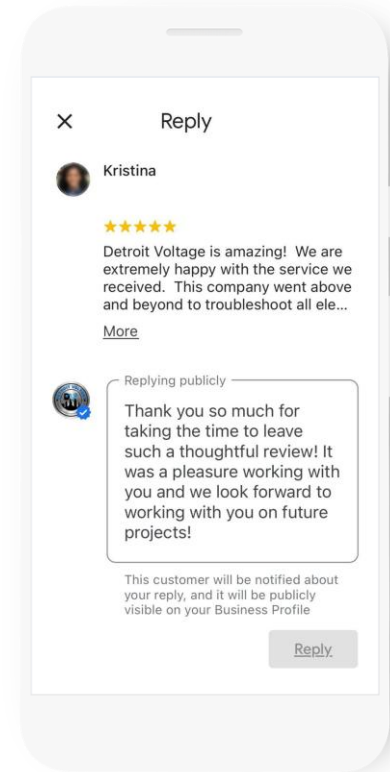 Reply
Kristina
Detroit Voltage is amazing!  We are
extremely happy with the service we
received.  This company went above
and beyond to troubleshoot all ele...
More
Replying publicly
Thank you so much for
taking the time to leave
such a thoughtful review! It
was a pleasure working with
you and we look forward to
working with you on future
projects!
This customer will be notified about
your reply, and it will be publicly
visible on your Business Profile
Reply